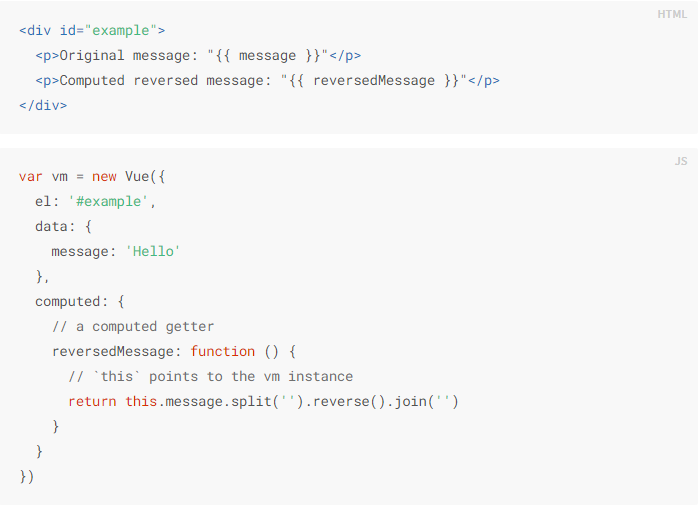 HTML
<div id="example">
  <p>Original message: "{{ message }}"</p>
  <p>Computed reversed message: "{{ reversedMessage }}"</p>
</div>
JS
var vm = new Vue({
  el: '#example',
  data: {
    message: 'Hello'
  },
  computed: {
    // a computed getter
    reversedMessage: function () {
      // `this` points to the vm instance
      return this.message.split('').reverse().join('')
    }
  }
})